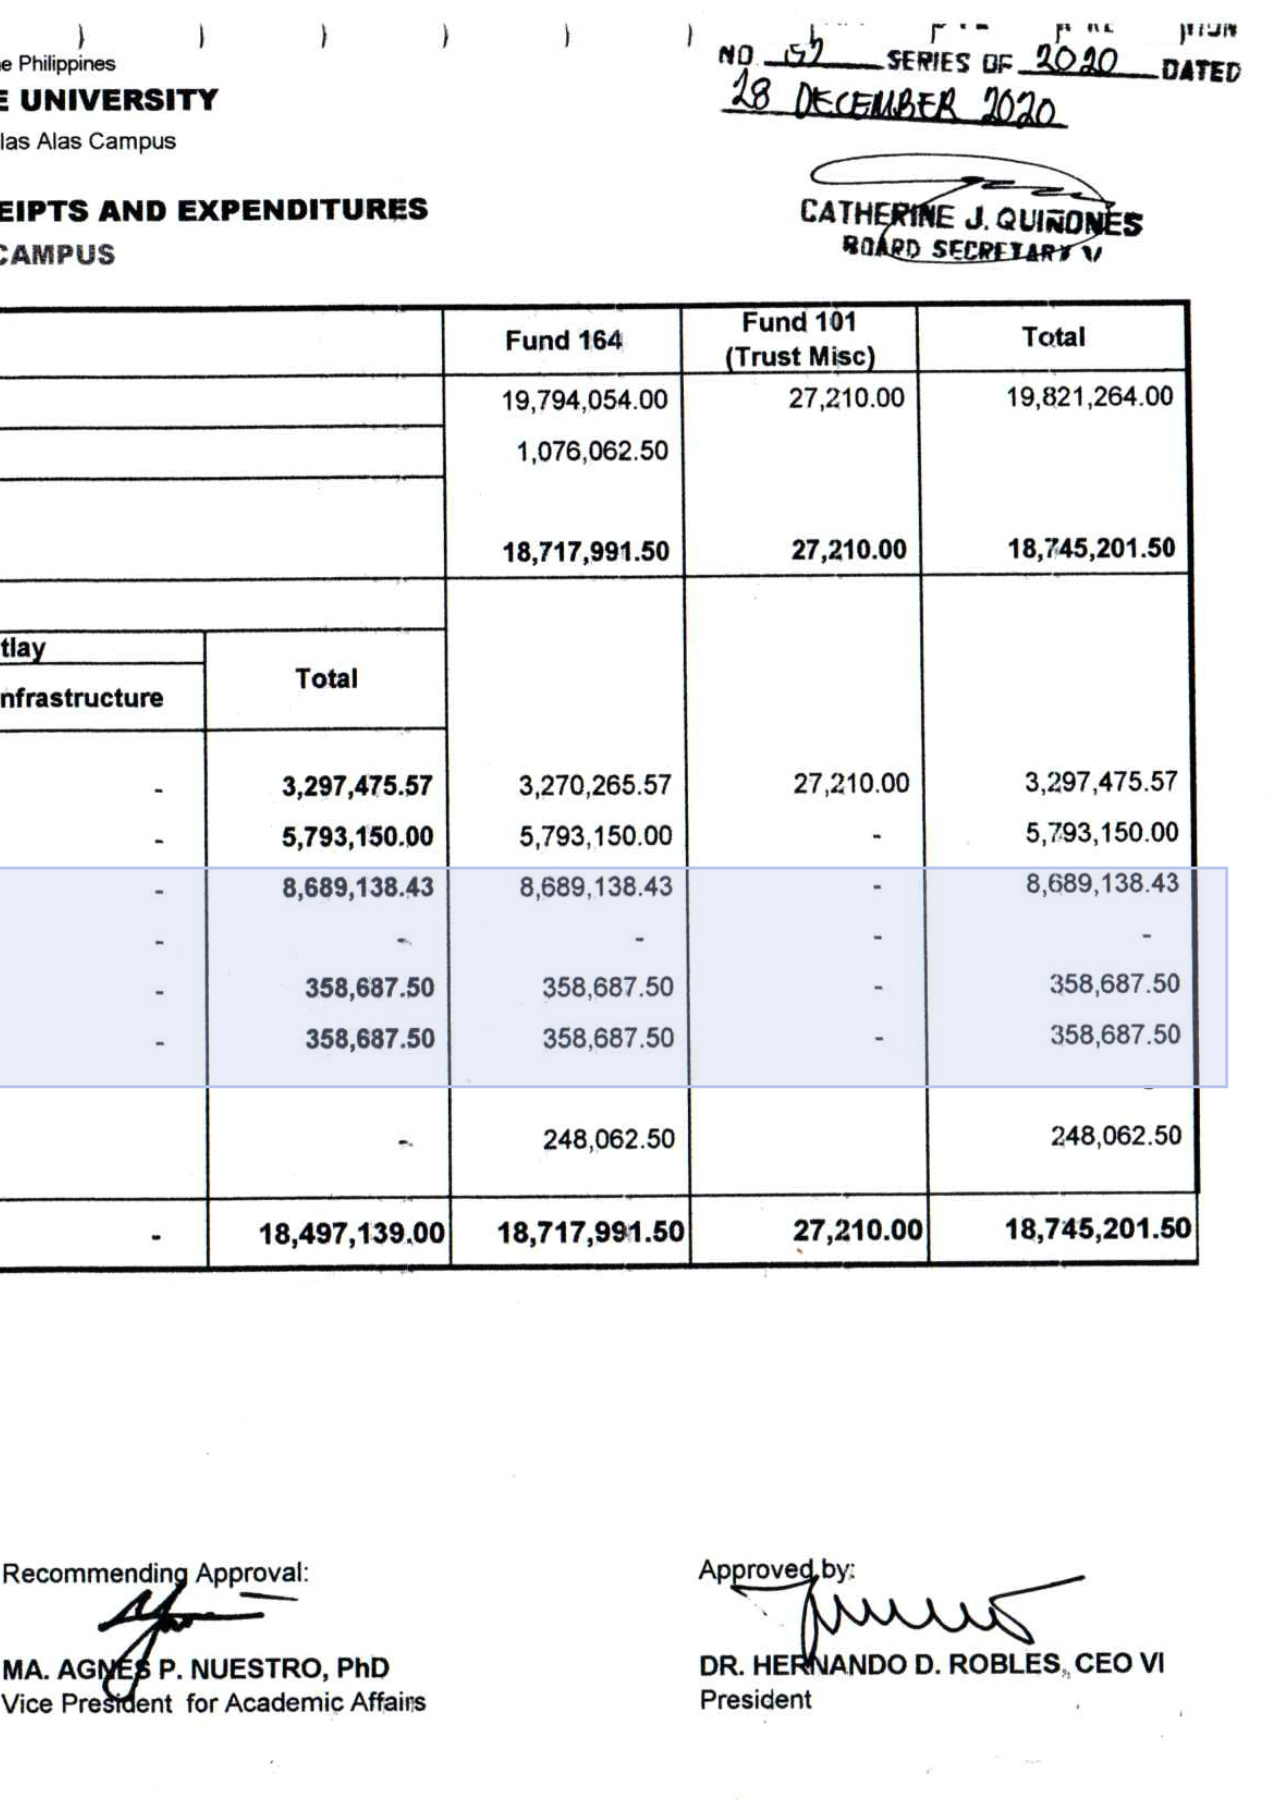 NO. 52 SERIES OF 2020 DATED
28 DECEMBER 2020
e Philippines
E UNIVERSITY
las Alas Campus
CATHERINE J. QUIÑONES
BOARD SECRETARY V
EIPTS AND EXPENDITURES
CAMPUS
Fund 164 Fund 101 (Trust Misc) Total
19,794,054.00 27,210.00 19,821,264.00
1,076,062.50
18,717,991.50 27,210.00 18,745,201.50
tlay
nfrastructure Total
- 3,297,475.57 3,270,265.57 27,210.00 3,297,475.57
- 5,793,150.00 5,793,150.00 - 5,793,150.00
- 8,689,138.43 8,689,138.43 - 8,689,138.43
- - - - -
- 358,687.50 358,687.50 - 358,687.50
- 358,687.50 358,687.50 - 358,687.50
- 248,062.50 248,062.50
- 18,497,139.00 18,717,991.50 27,210.00 18,745,201.50
Recommending Approval:
MA. AGNES P. NUESTRO, PhD
Vice President for Academic Affairs
Approved by:
DR. HERNANDO D. ROBLES, CEO VI
President